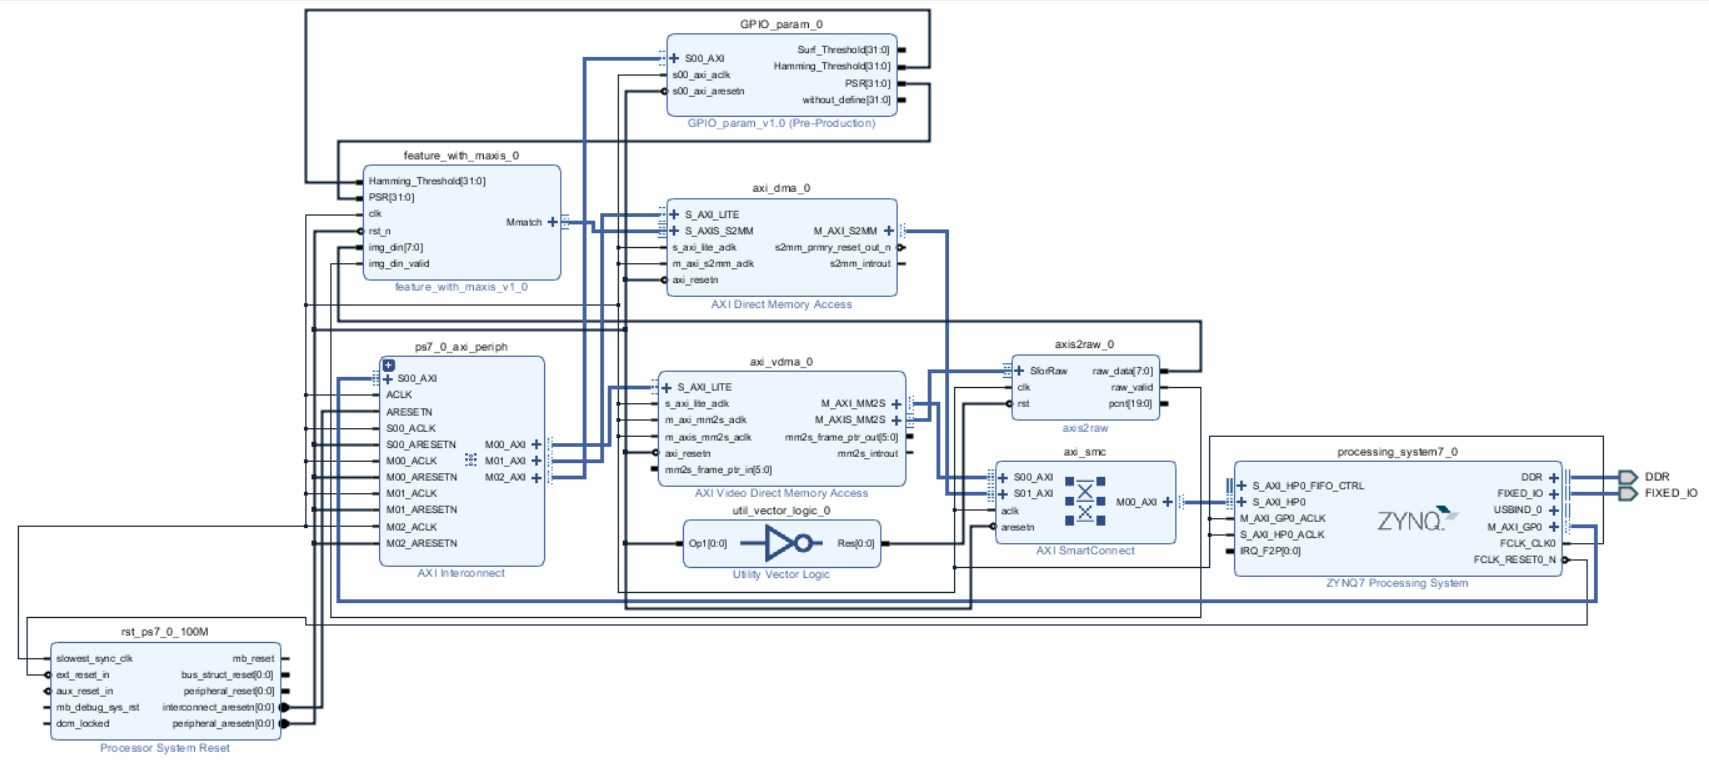 GPIO_param_0
S00_AXI
s00_axi_aclk
s00_axi_aresetn
Surf_Threshold[31:0]
Hamming_Threshold[31:0]
PSR[31:0]
without_define[31:0]
GPIO_param_v1.0 (Pre-Production)
feature_with_maxis_0
Hamming_Threshold[31:0]
PSR[31:0]
clk
rst_n
img_din[7:0]
img_din_valid
Mmatch
feature_with_maxis_v1_0
axi_dma_0
S_AXI_LITE
S_AXIS_S2MM
s_axi_lite_aclk
m_axi_s2mm_aclk
axi_resetn
M_AXI_S2MM
s2mm_prmry_reset_out_n
s2mm_introut
AXI Direct Memory Access
ps7_0_axi_periph
S00_AXI
ACLK
ARESETN
S00_ACLK
S00_ARESETN
M00_ACLK
M00_ARESETN
M01_ACLK
M01_ARESETN
M02_ACLK
M02_ARESETN
M00_AXI
M01_AXI
M02_AXI
AXI Interconnect
axi_vdma_0
S_AXI_LITE
s_axi_lite_aclk
m_axi_mm2s_aclk
m_axis_mm2s_aclk
axi_resetn
mm2s_frame_ptr_in[5:0]
M_AXI_MM2S
M_AXIS_MM2S
mm2s_frame_ptr_out[5:0]
mm2s_introut
AXI Video Direct Memory Access
axis2raw_0
SforRaw
clk
rst
raw_data[7:0]
raw_valid
pcnt[19:0]
axis2raw
util_vector_logic_0
Op1[0:0]
Res[0:0]
Utility Vector Logic
axi_smc
S00_AXI
S01_AXI
aclk
aresetn
M00_AXI
AXI SmartConnect
processing_system7_0
S_AXI_HP0_FIFO_CTRL
S_AXI_HP0
M_AXI_GP0_ACLK
S_AXI_HP0_ACLK
IRQ_F2P[0:0]
ZYNQ
DDR
FIXED_IO
USBIND_0
M_AXI_GP0
FCLK_CLK0
FCLK_RESET0_N
ZYNQ7 Processing System
DDR
FIXED_IO
rst_ps7_0_100M
slowest_sync_clk
ext_reset_in
aux_reset_in
mb_debug_sys_rst
dcm_locked
mb_reset
bus_struct_reset[0:0]
peripheral_reset[0:0]
interconnect_aresetn[0:0]
peripheral_aresetn[0:0]
Processor System Reset